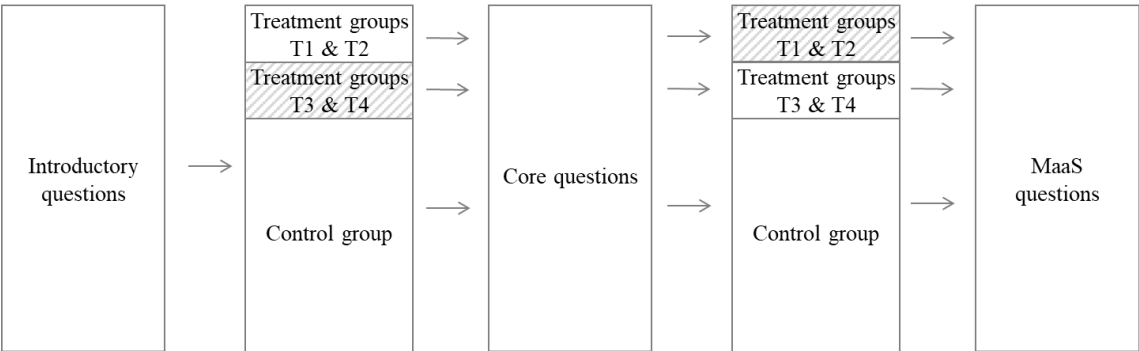 Introductory
questions
Treatment groups
T1 & T2
Treatment groups
T3 & T4
Control group
Core questions
Treatment groups
T1 & T2
Treatment groups
T3 & T4
Control group
MaaS
questions